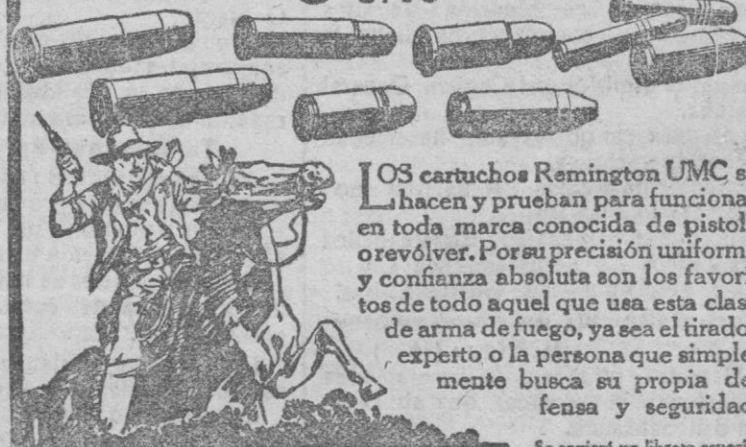 LOS cartuchos Remington UMC s
hacen y prueban para funciona
en toda marca conocida de pistol
o revólver. Por su precisión uniform
y confianza absoluta son los favor
tos de todo aquel que usa esta clas
de arma de fuego, ya sea el tirado
experto o la persona que simple
mente busca su propia de
fensa y seguridad